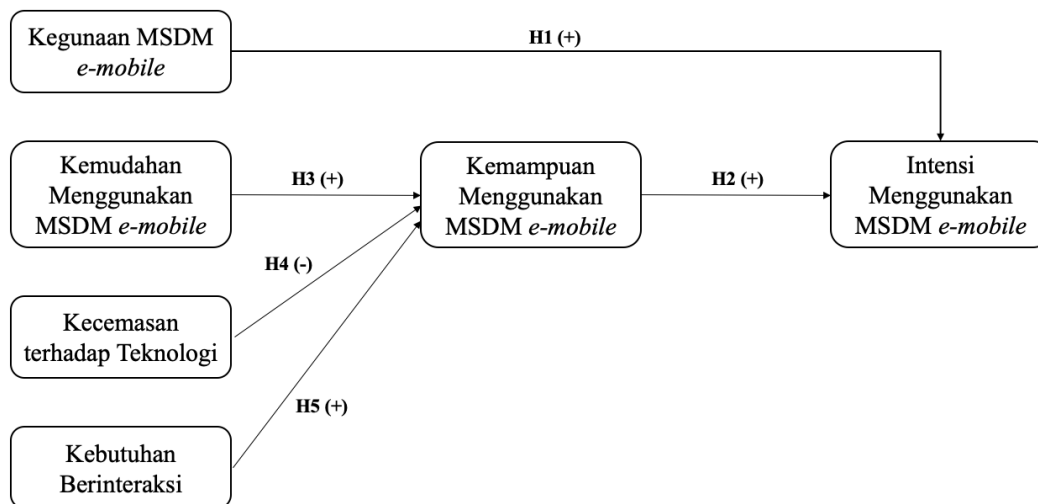 Kegunaan MSDM
e-mobile
H1 (+)
Kemudahan
Menggunakan
MSDM e-mobile
H3 (+)
Kemampuan
Menggunakan
MSDM e-mobile
H2 (+)
Intensi
Menggunakan
MSDM e-mobile
H4 (-)
Kecemasan
terhadap Teknologi
H5 (+)
Kebutuhan
Berinteraksi